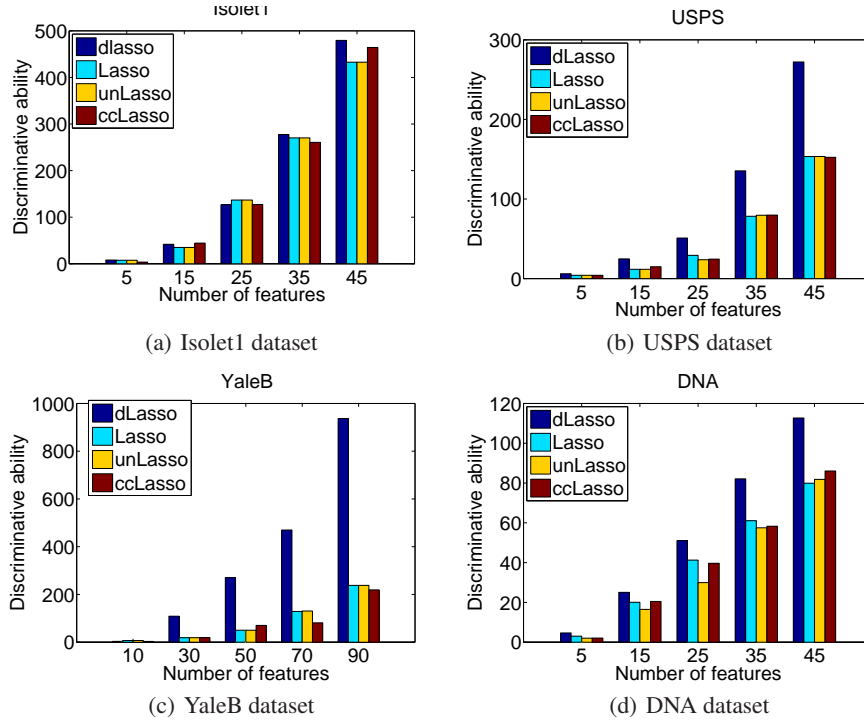 Isolet1
Discriminative ability
500
400
300
200
100
0
dlasso
Lasso
unLasso
ccLasso
5 15 25 35 45
Number of features
(a) Isolet1 dataset
USPS
Discriminative ability
300
200
100
0
dLasso
Lasso
unLasso
ccLasso
5 15 25 35 45
Number of features
(b) USPS dataset
YaleB
Discriminative ability
1000
800
600
400
200
0
dLasso
Lasso
unLasso
ccLasso
10 30 50 70 90
Number of features
(c) YaleB dataset
DNA
Discriminative ability
120
100
80
60
40
20
0
dLasso
Lasso
unLasso
ccLasso
5 15 25 35 45
Number of features
(d) DNA dataset